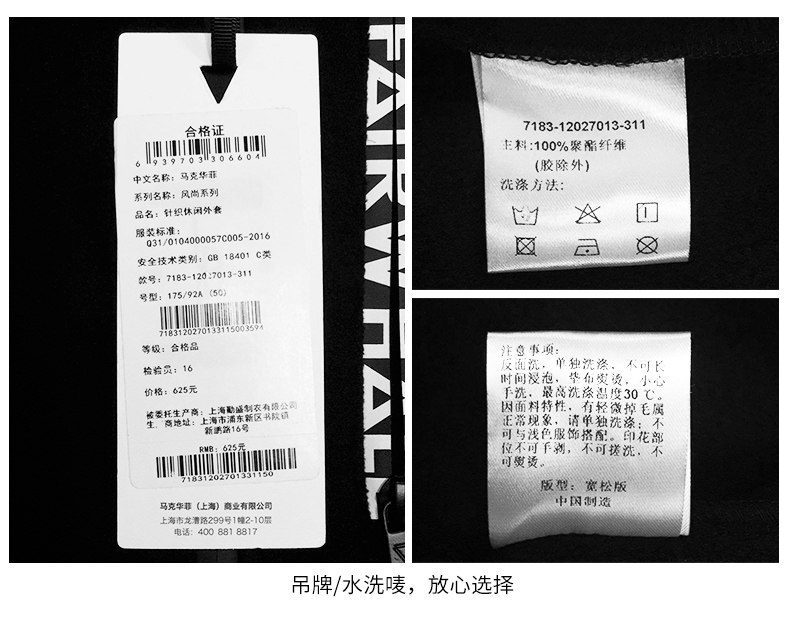 合格证
6 939703 306604
中文名称：马克华菲
系列名称：风尚系列
品名：针织休闲外套
服装标准：
Q31/0104000057C005-2016
安全技术类别：GB 18401 C类
款号：7183-12027013-311
号型：175/92A (50)
7183120270133115003594
等级：合格品
检验员：16
价格：625元
被委托生产商：上海勤盛制衣有限公司
生产商地址：上海市浦东新区书院镇
新鹏路16号
RMB：625元
71831202701331150
马克华菲（上海）商业有限公司
上海市龙漕路299号1幢2-10层
电话：400 881 8817
FAIRWHALE
7183-12027013-311
主料:100%聚酯纤维
(胶除外)
洗涤方法:
注意事项:
反面洗，单独洗涤，不可长
时间浸泡，垫布熨烫，小心
手洗，最高洗涤温度30℃。
因面料特性，有轻微掉毛属
正常现象，请单独洗涤；不
可与浅色服饰搭配。印花部
位不可手剥，不可搓洗，不
可熨烫。
版型：宽松版
中国制造
吊牌/水洗唛，放心选择